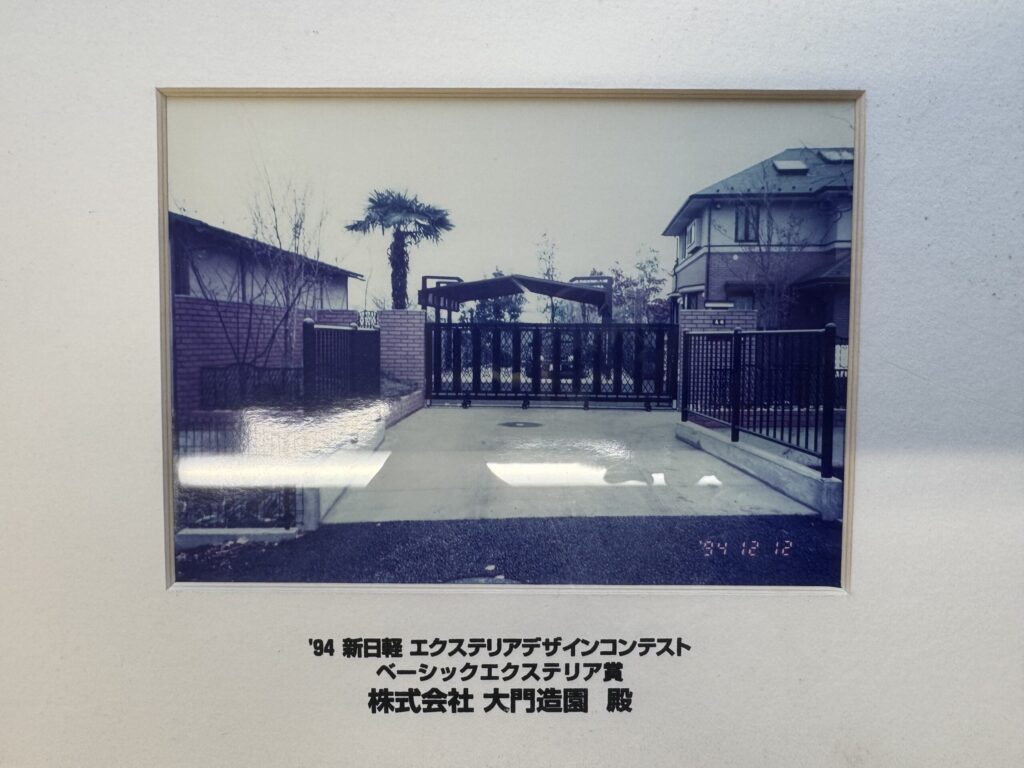 '94 12 12
'94 新日軽 エクステリアデザインコンテスト
ベーシックエクステリア賞
株式会社 大門造園 殿